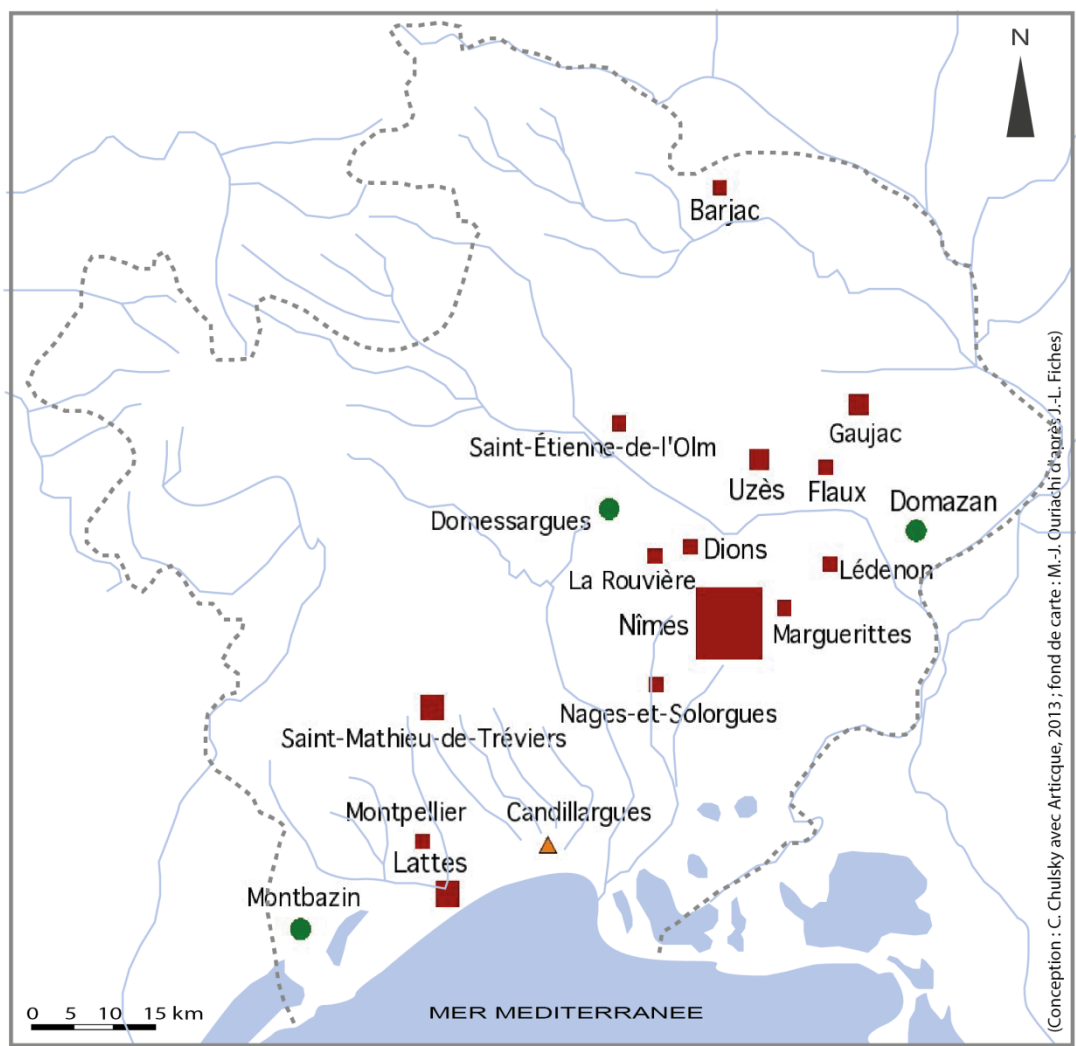 N
Barjac
Gaujac
Saint-Étienne-de-l'Olm
Uzès
Flaux
Domazan
Domessargues
Dions
La Rouvière
Lédenon
Nîmes
Marguerittes
Nages-et-Solorgues
Saint-Mathieu-de-Tréviers
Montpellier
Candillargues
Lattes
Montbazin
0 5 10 15 km
MER MEDITERRANEE
(Conception : C. Chulsky avec Articque, 2013 ; fond de carte : M.-J. Ouriachi d'après J.-L. Fiches)